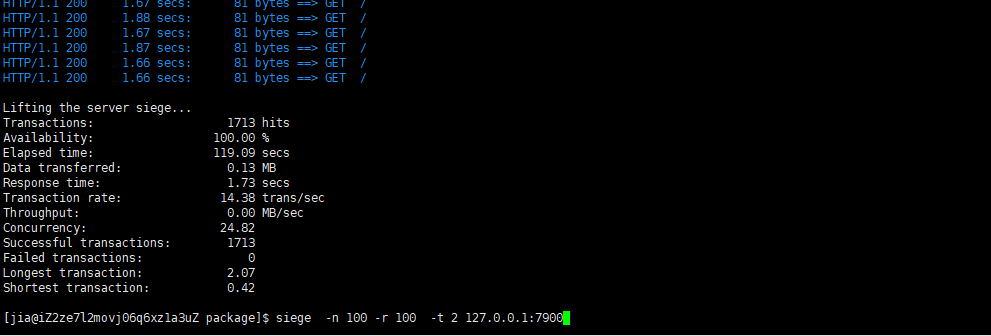 HTTP/1.1 200 1.67 secs: 81 bytes ==> GET /
HTTP/1.1 200 1.88 secs: 81 bytes ==> GET /
HTTP/1.1 200 1.67 secs: 81 bytes ==> GET /
HTTP/1.1 200 1.87 secs: 81 bytes ==> GET /
HTTP/1.1 200 1.66 secs: 81 bytes ==> GET /
HTTP/1.1 200 1.66 secs: 81 bytes ==> GET /
Lifting the server siege...
Transactions: 1713 hits
Availability: 100.00 %
Elapsed time: 119.09 secs
Data transferred: 0.13 MB
Response time: 1.73 secs
Transaction rate: 14.38 trans/sec
Throughput: 0.00 MB/sec
Concurrency: 24.82
Successful transactions: 1713
Failed transactions: 0
Longest transaction: 2.07
Shortest transaction: 0.42
[jia@iZ2ze7l2movj06q6xz1a3uZ package]$ siege -n 100 -r 100 -t 2 127.0.0.1:7900